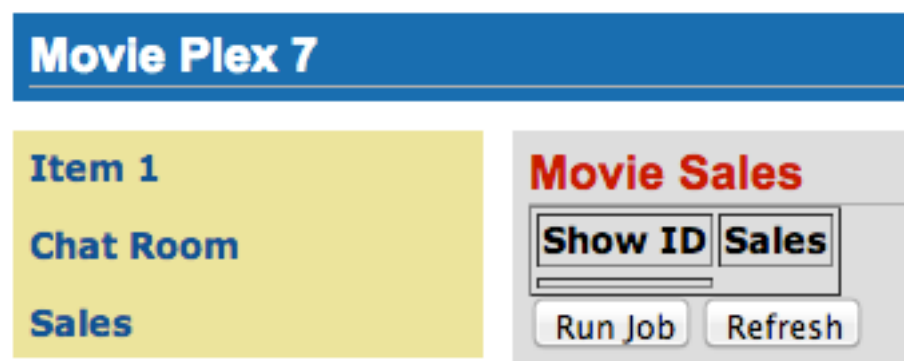 Movie Plex 7
Item 1
Chat Room
Sales
Movie Sales
Show ID Sales
Run Job Refresh